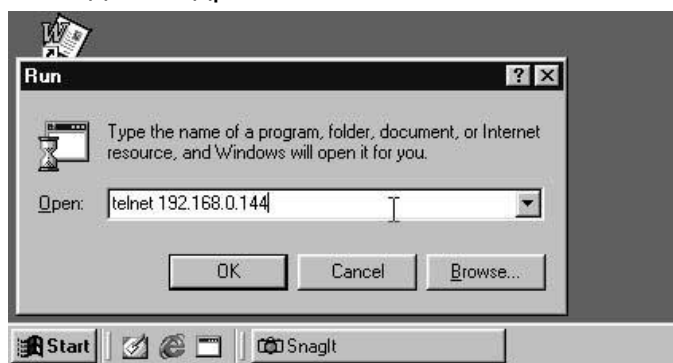 Run
Type the name of a program, folder, document, or Internet
resource, and Windows will open it for you.
Open:
telnet 192.168.0.144
OK
Cancel
Browse...
Start
SnagIt